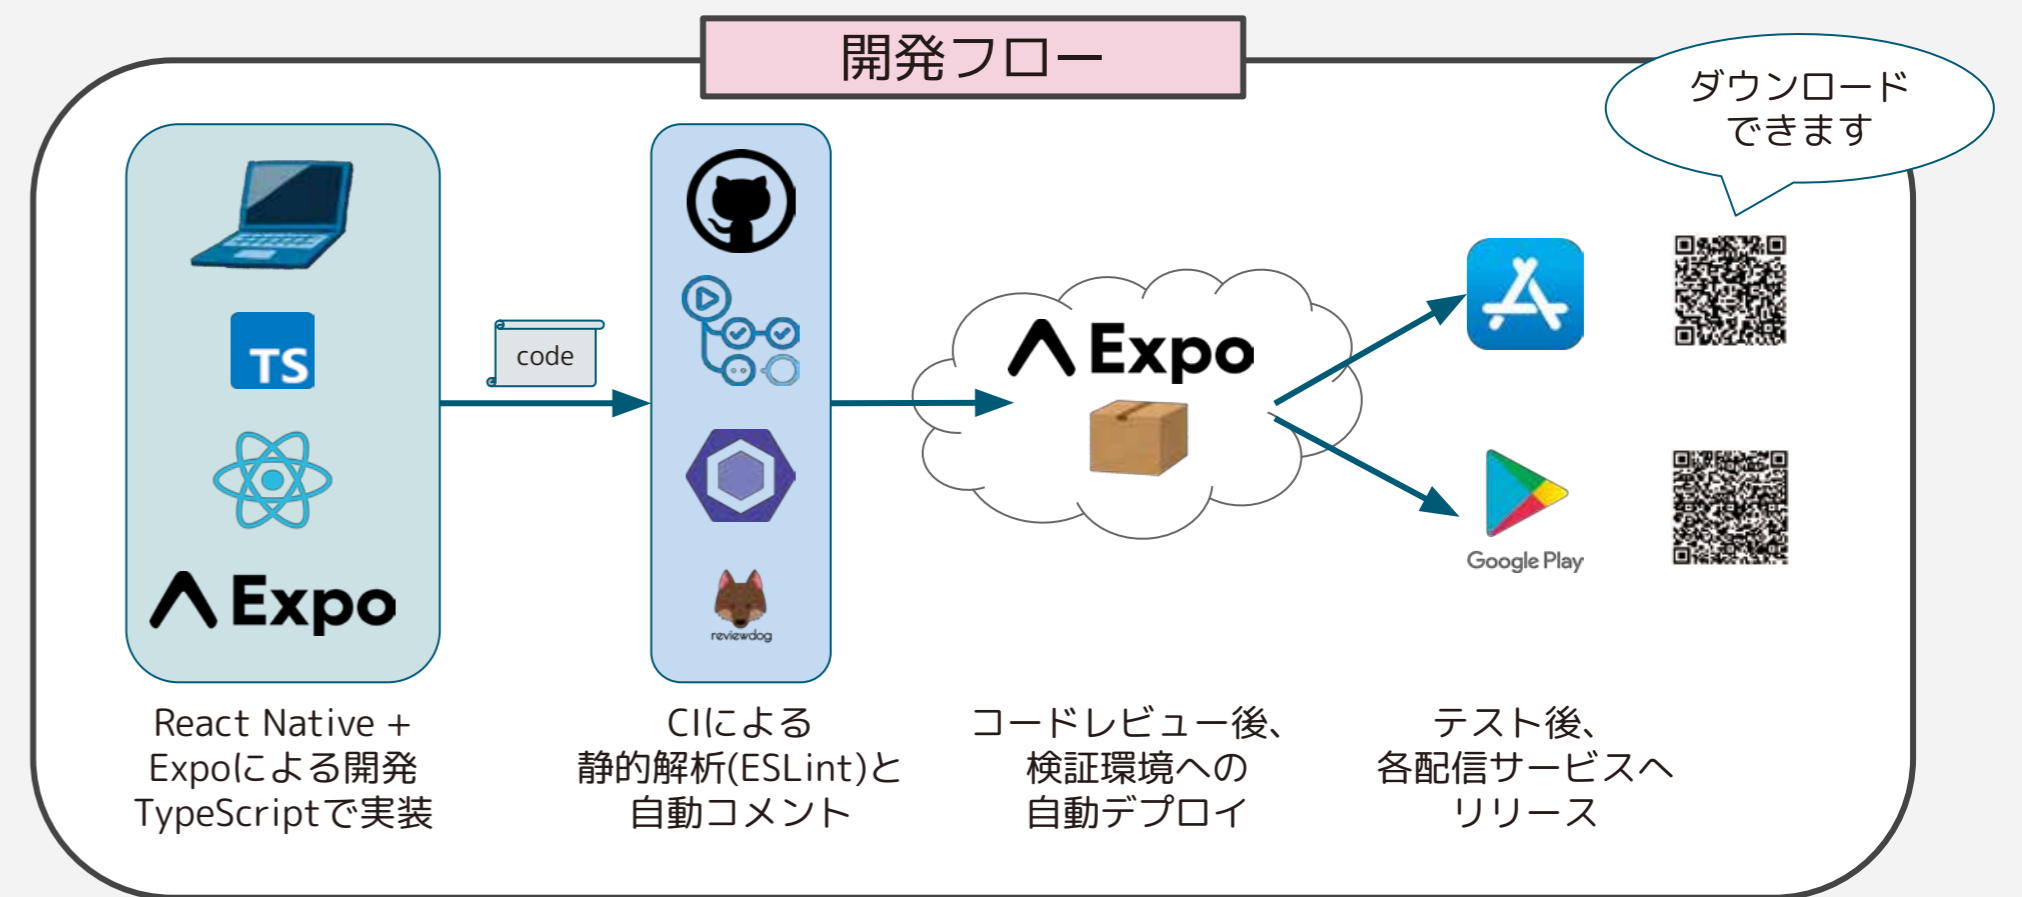 開発フロー
ダウンロード
できます
TS
code
Expo
Expo
reviewdog
Google Play
React Native +
Expoによる開発
TypeScriptで実装
CIによる
静的解析(ESLint)と
自動コメント
コードレビュー後、
検証環境への
自動デプロイ
テスト後、
各配信サービスへ
リリース